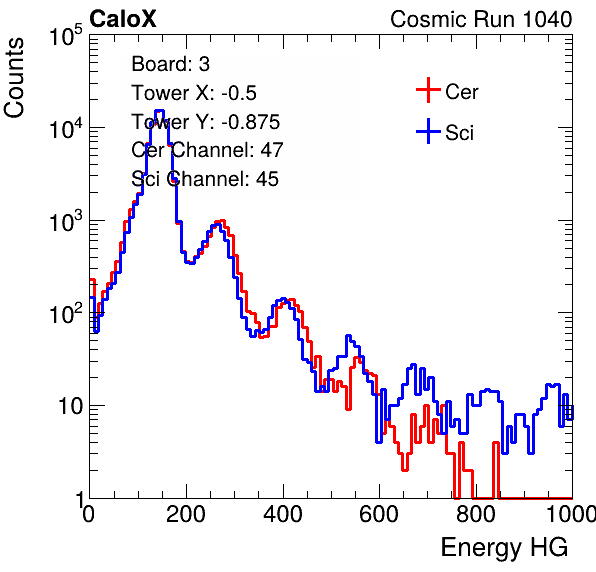 CaloX Cosmic Run 1040
Counts
10^5
10^4
10^3
10^2
10
1
Board: 3
Tower X: -0.5
Tower Y: -0.875
Cer Channel: 47
Sci Channel: 45
Cer
Sci
0 200 400 600 800 1000
Energy HG